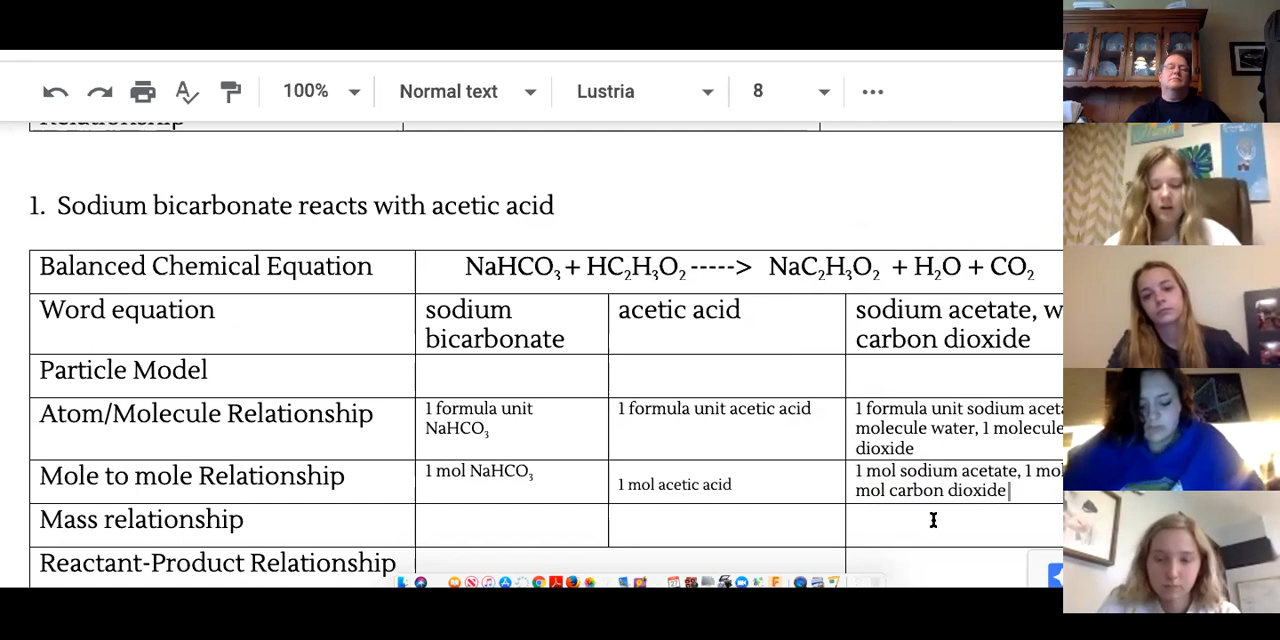 100% Normal text Lustria 8
Relationship
1. Sodium bicarbonate reacts with acetic acid
Balanced Chemical Equation NaHCO₃ + HC₂H₃O₂ -----> NaC₂H₃O₂ + H₂O + CO₂
Word equation sodium acetic acid sodium acetate, w
bicarbonate carbon dioxide
Particle Model
Atom/Molecule Relationship 1 formula unit 1 formula unit acetic acid 1 formula unit sodium aceta
NaHCO₃ molecule water, 1 molecule
dioxide
Mole to mole Relationship 1 mol NaHCO₃ 1 mol acetic acid 1 mol sodium acetate, 1 mol
mol carbon dioxide
Mass relationship
Reactant-Product Relationship